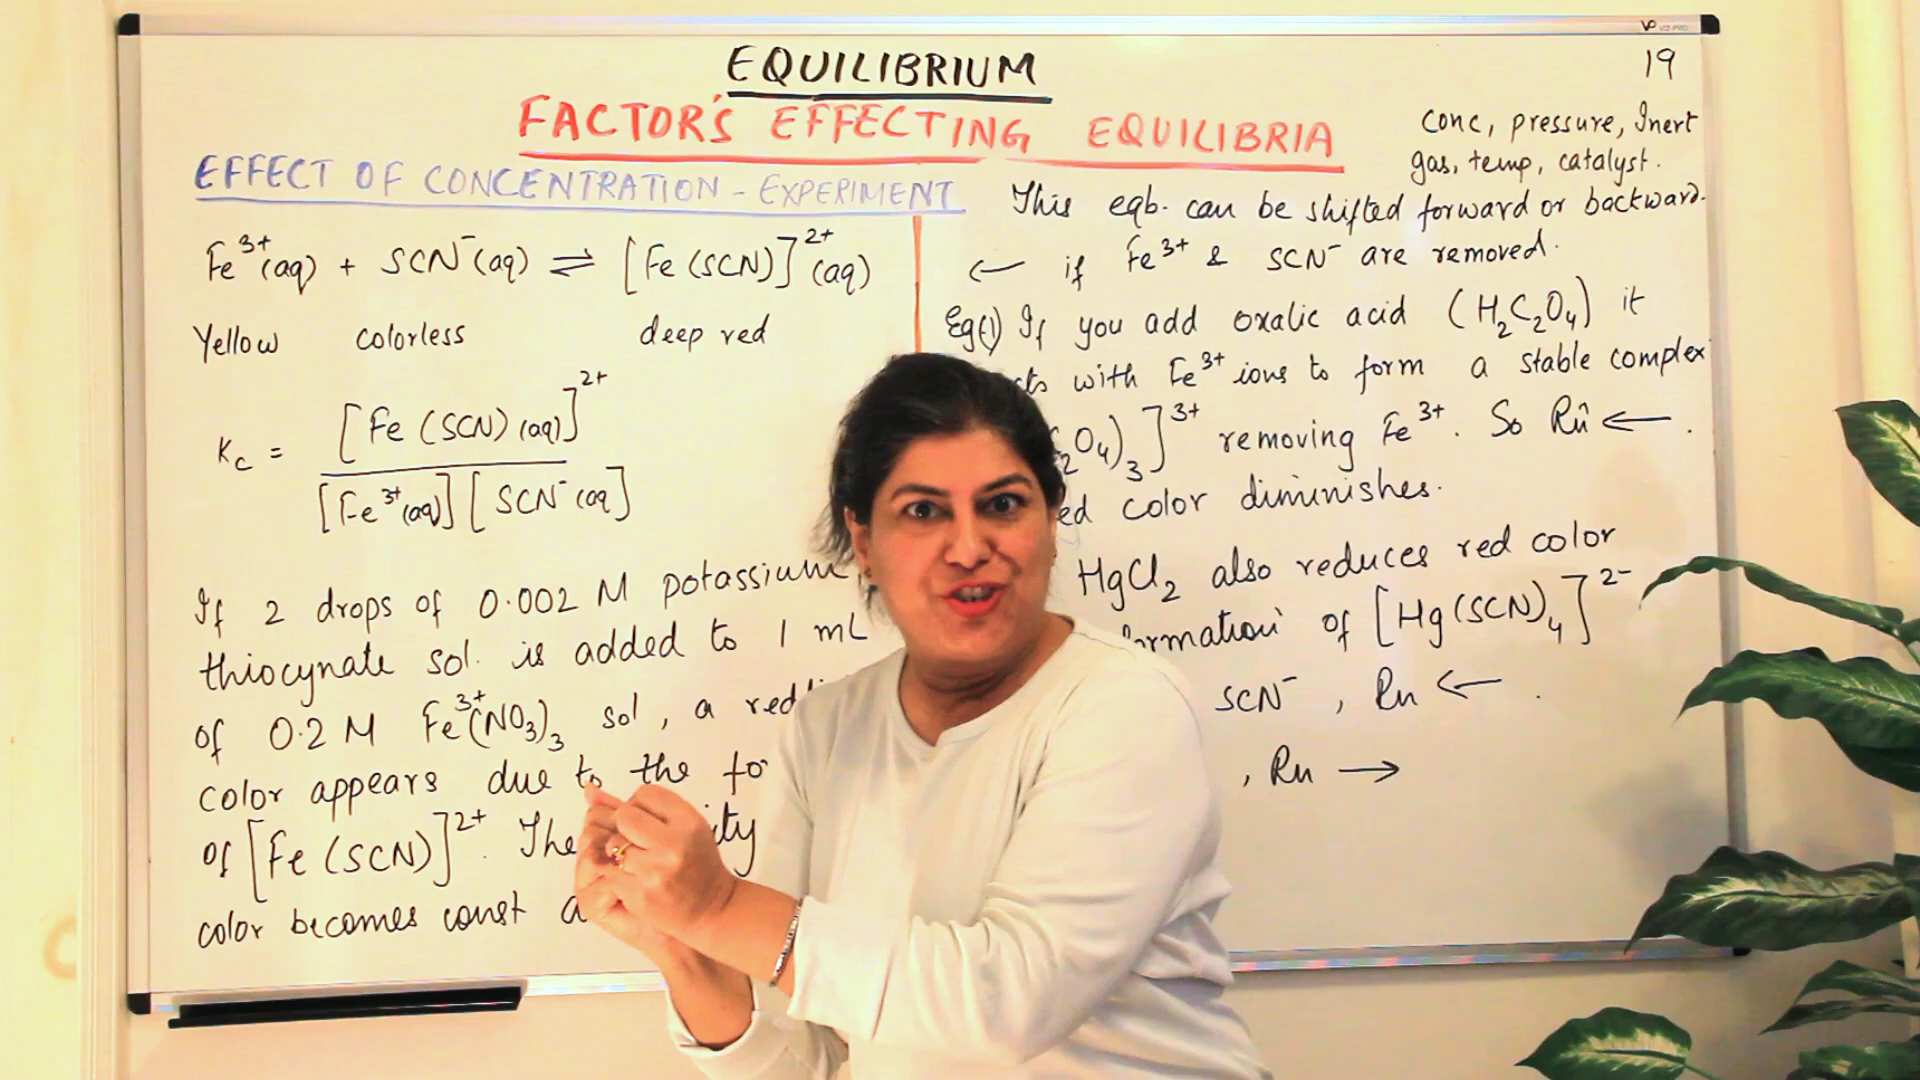 EQUILIBRIUM
19
FACTOR'S EFFECTING EQUILIBRIA
conc, pressure, Inert
gas, temp, catalyst.
EFFECT OF CONCENTRATION - EXPERIMENT
Fe³⁺(aq) + SCN⁻(aq) ⇌ [Fe(SCN)]²⁺(aq)
Yellow colorless deep red
Kc = [Fe(SCN)(aq)]²⁺
[Fe³⁺(aq)][SCN⁻(aq]
If 2 drops of 0.002 M potassium
thiocynate sol. is added to 1 mL
of 0.2 M Fe³⁺(NO₃)₃ sol, a
color appears due to the
of [Fe(SCN)]²⁺. The
color becomes const
This eqb. can be shifted forward or backward.
← if Fe³⁺ & SCN⁻ are removed.
Eg(1) If you add oxalic acid (H₂C₂O₄) it
with Fe³⁺ ions to form a stable complex
O₄)₃]³⁺ removing Fe³⁺. So Rn ←.
color diminishes.
HgCl₂ also reduces red color
of [Hg(SCN)₄]²⁻
SCN⁻, Rn ←.
, Rn →